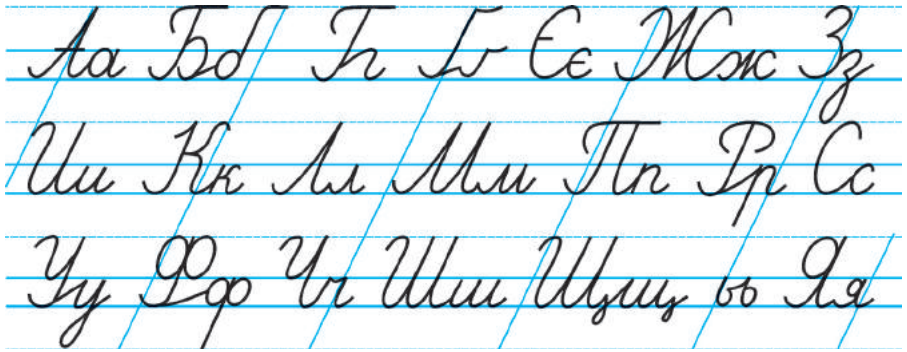 Аа Бб Гг Ґґ Єє Жж Зз
Ии Кк Лл Мм Пп Рр Сс
Уу Фф Чч Шш Щщ ьо Яя